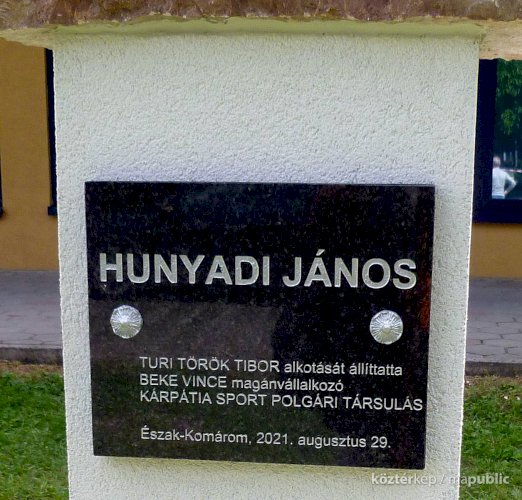 HUNYADI JÁNOS
TURI TÖRÖK TIBOR alkotását állíttatta
BEKE VINCE magánvállalkozó
KÁRPÁTIA SPORT POLGÁRI TÁRSULÁS
Észak-Komárom, 2021. augusztus 29.
köztérkép / mapublic